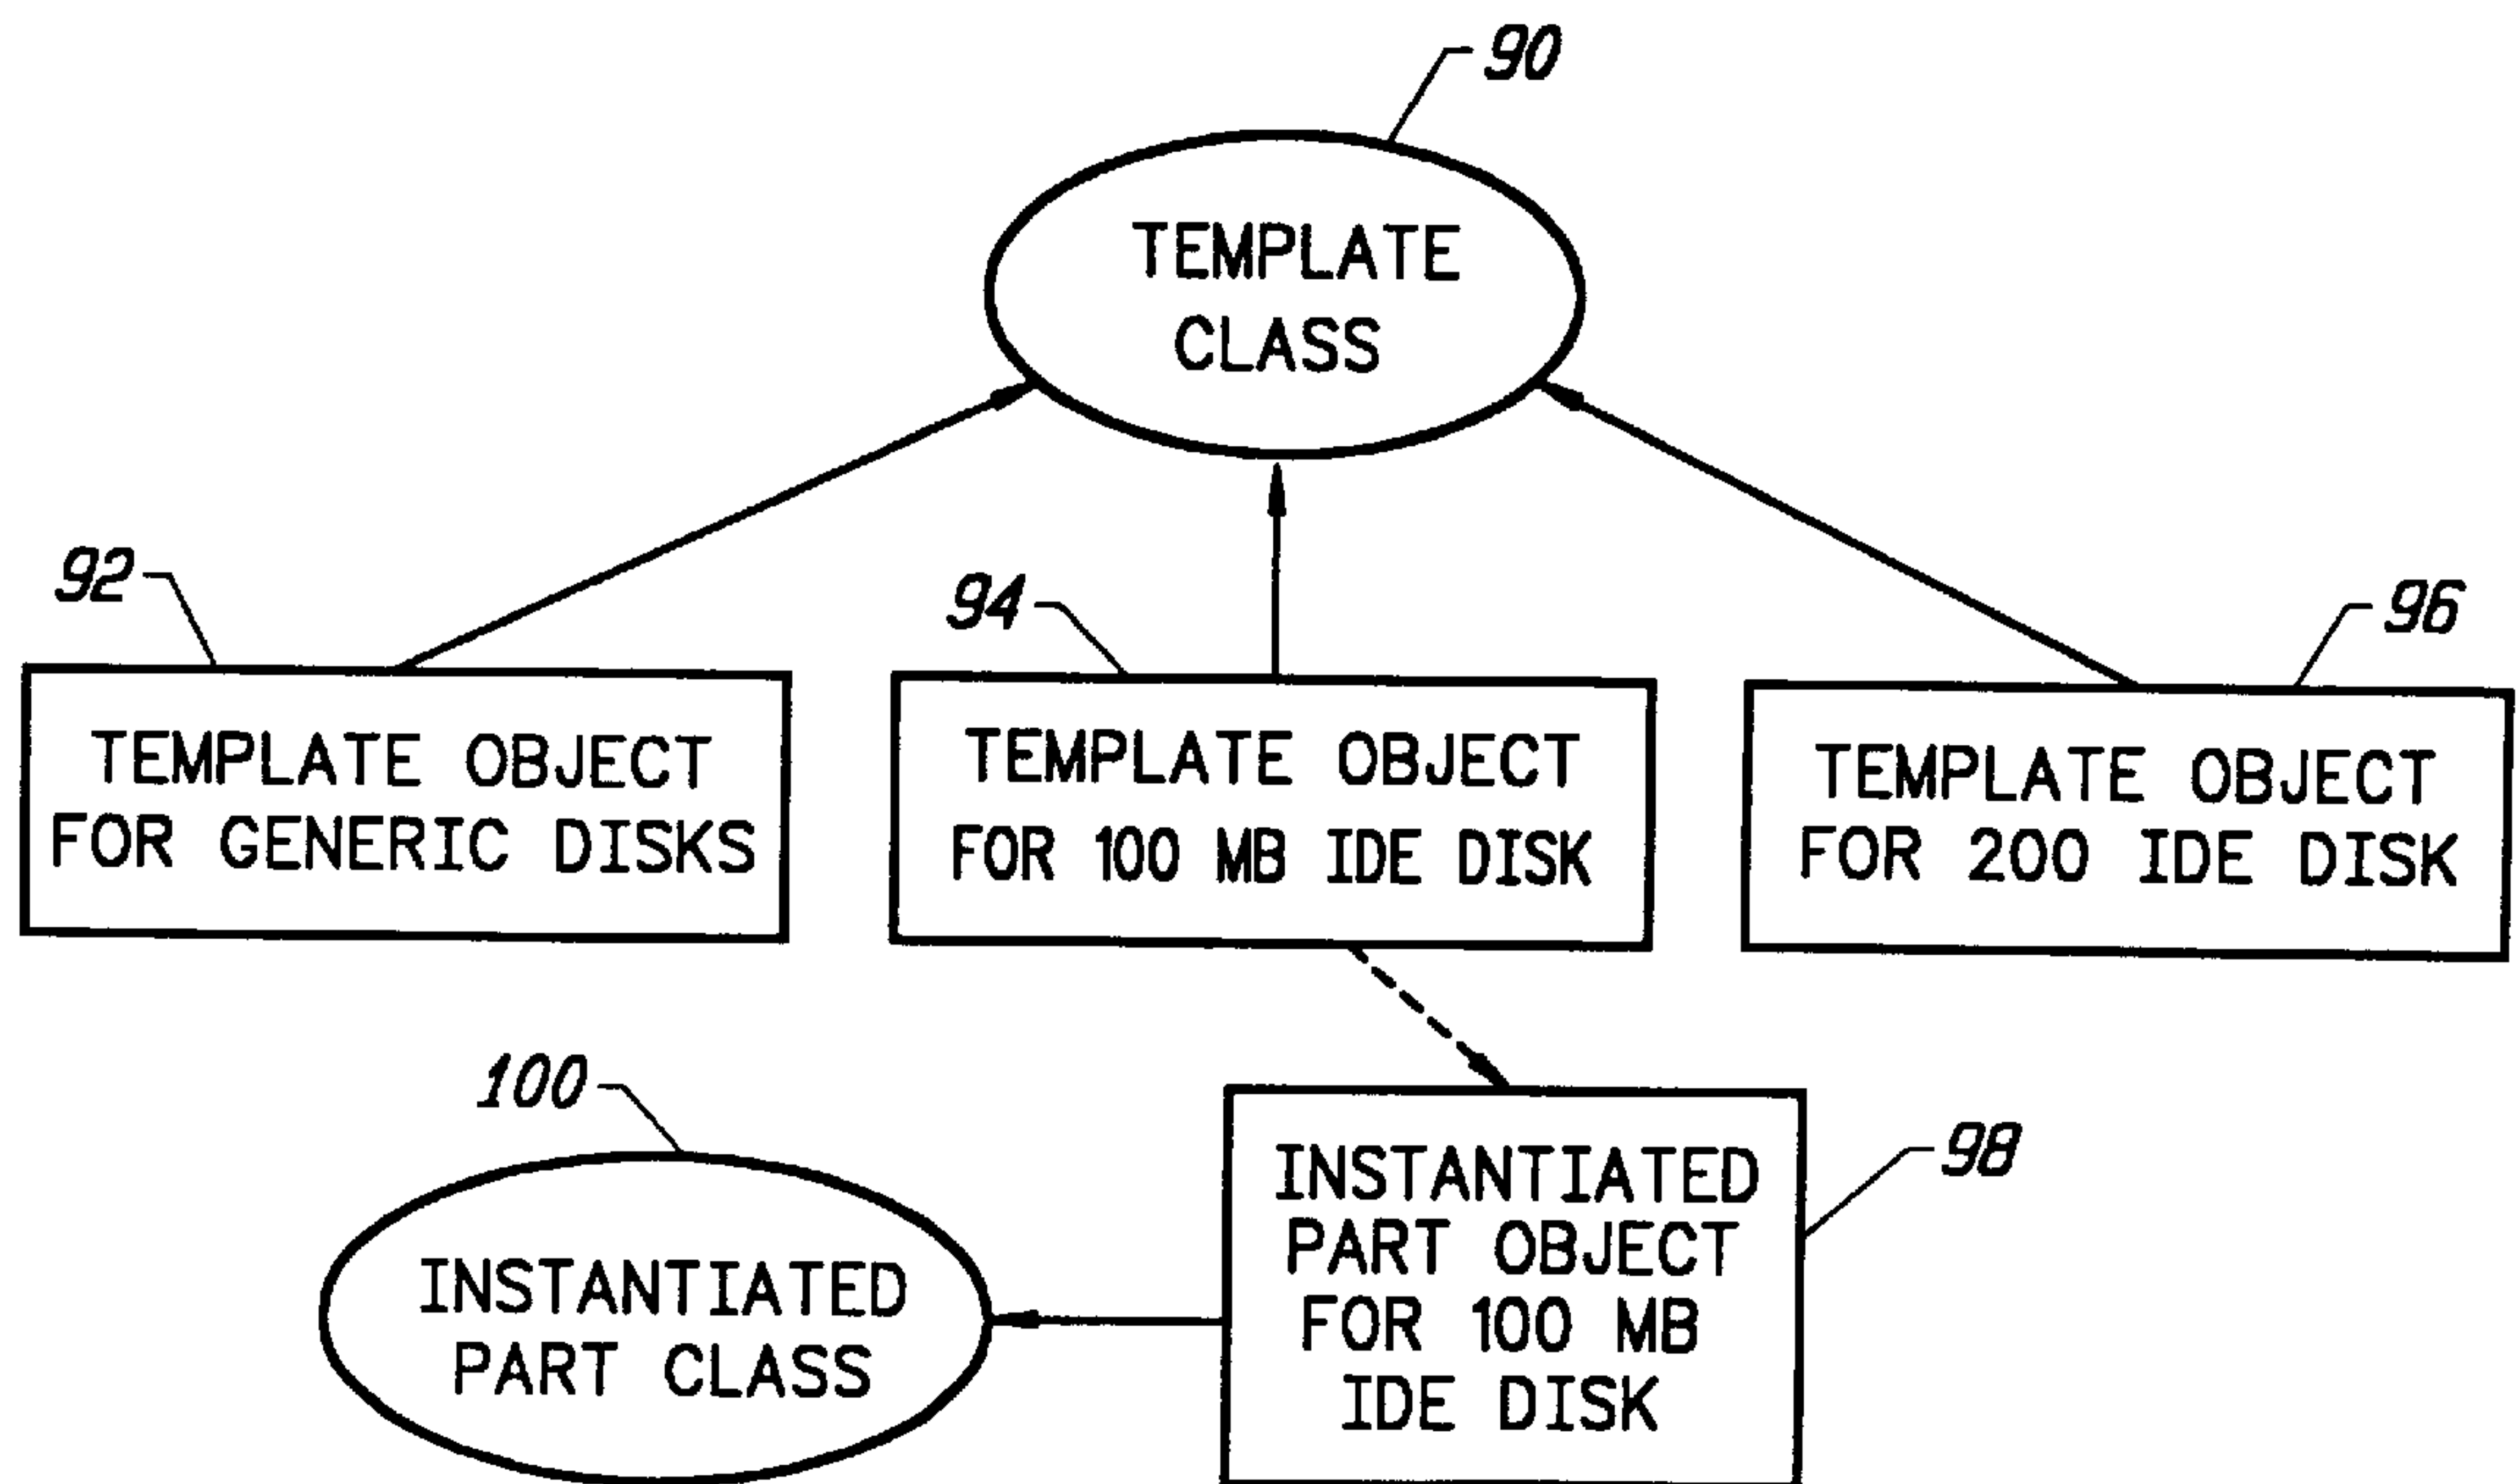 90
TEMPLATE
CLASS
92
94
96
TEMPLATE OBJECT
FOR GENERIC DISKS
TEMPLATE OBJECT
FOR 100 MB IDE DISK
TEMPLATE OBJECT
FOR 200 IDE DISK
100
INSTANTIATED
PART CLASS
98
INSTANTIATED
PART OBJECT
FOR 100 MB
IDE DISK